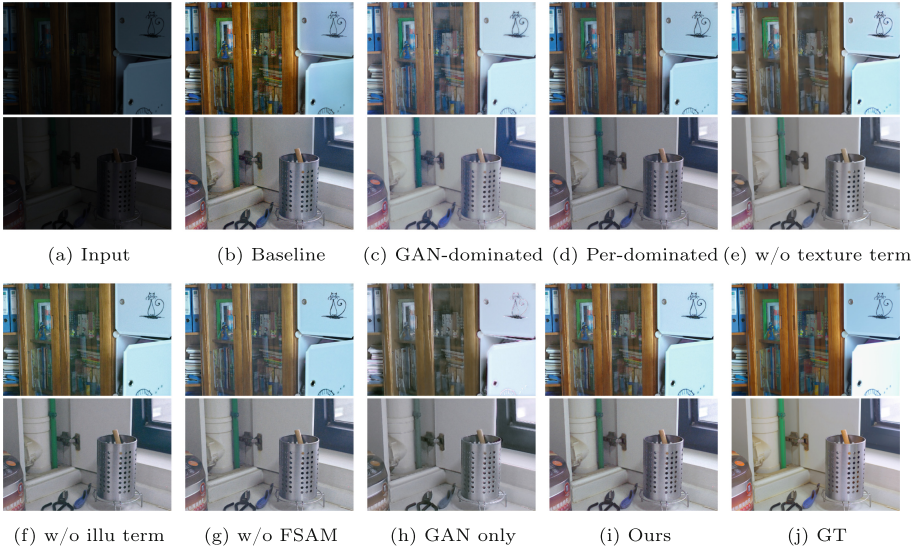 (a) Input
(b) Baseline
(c) GAN-dominated
(d) Per-dominated
(e) w/o texture term
(f) w/o illu term
(g) w/o FSAM
(h) GAN only
(i) Ours
(j) GT